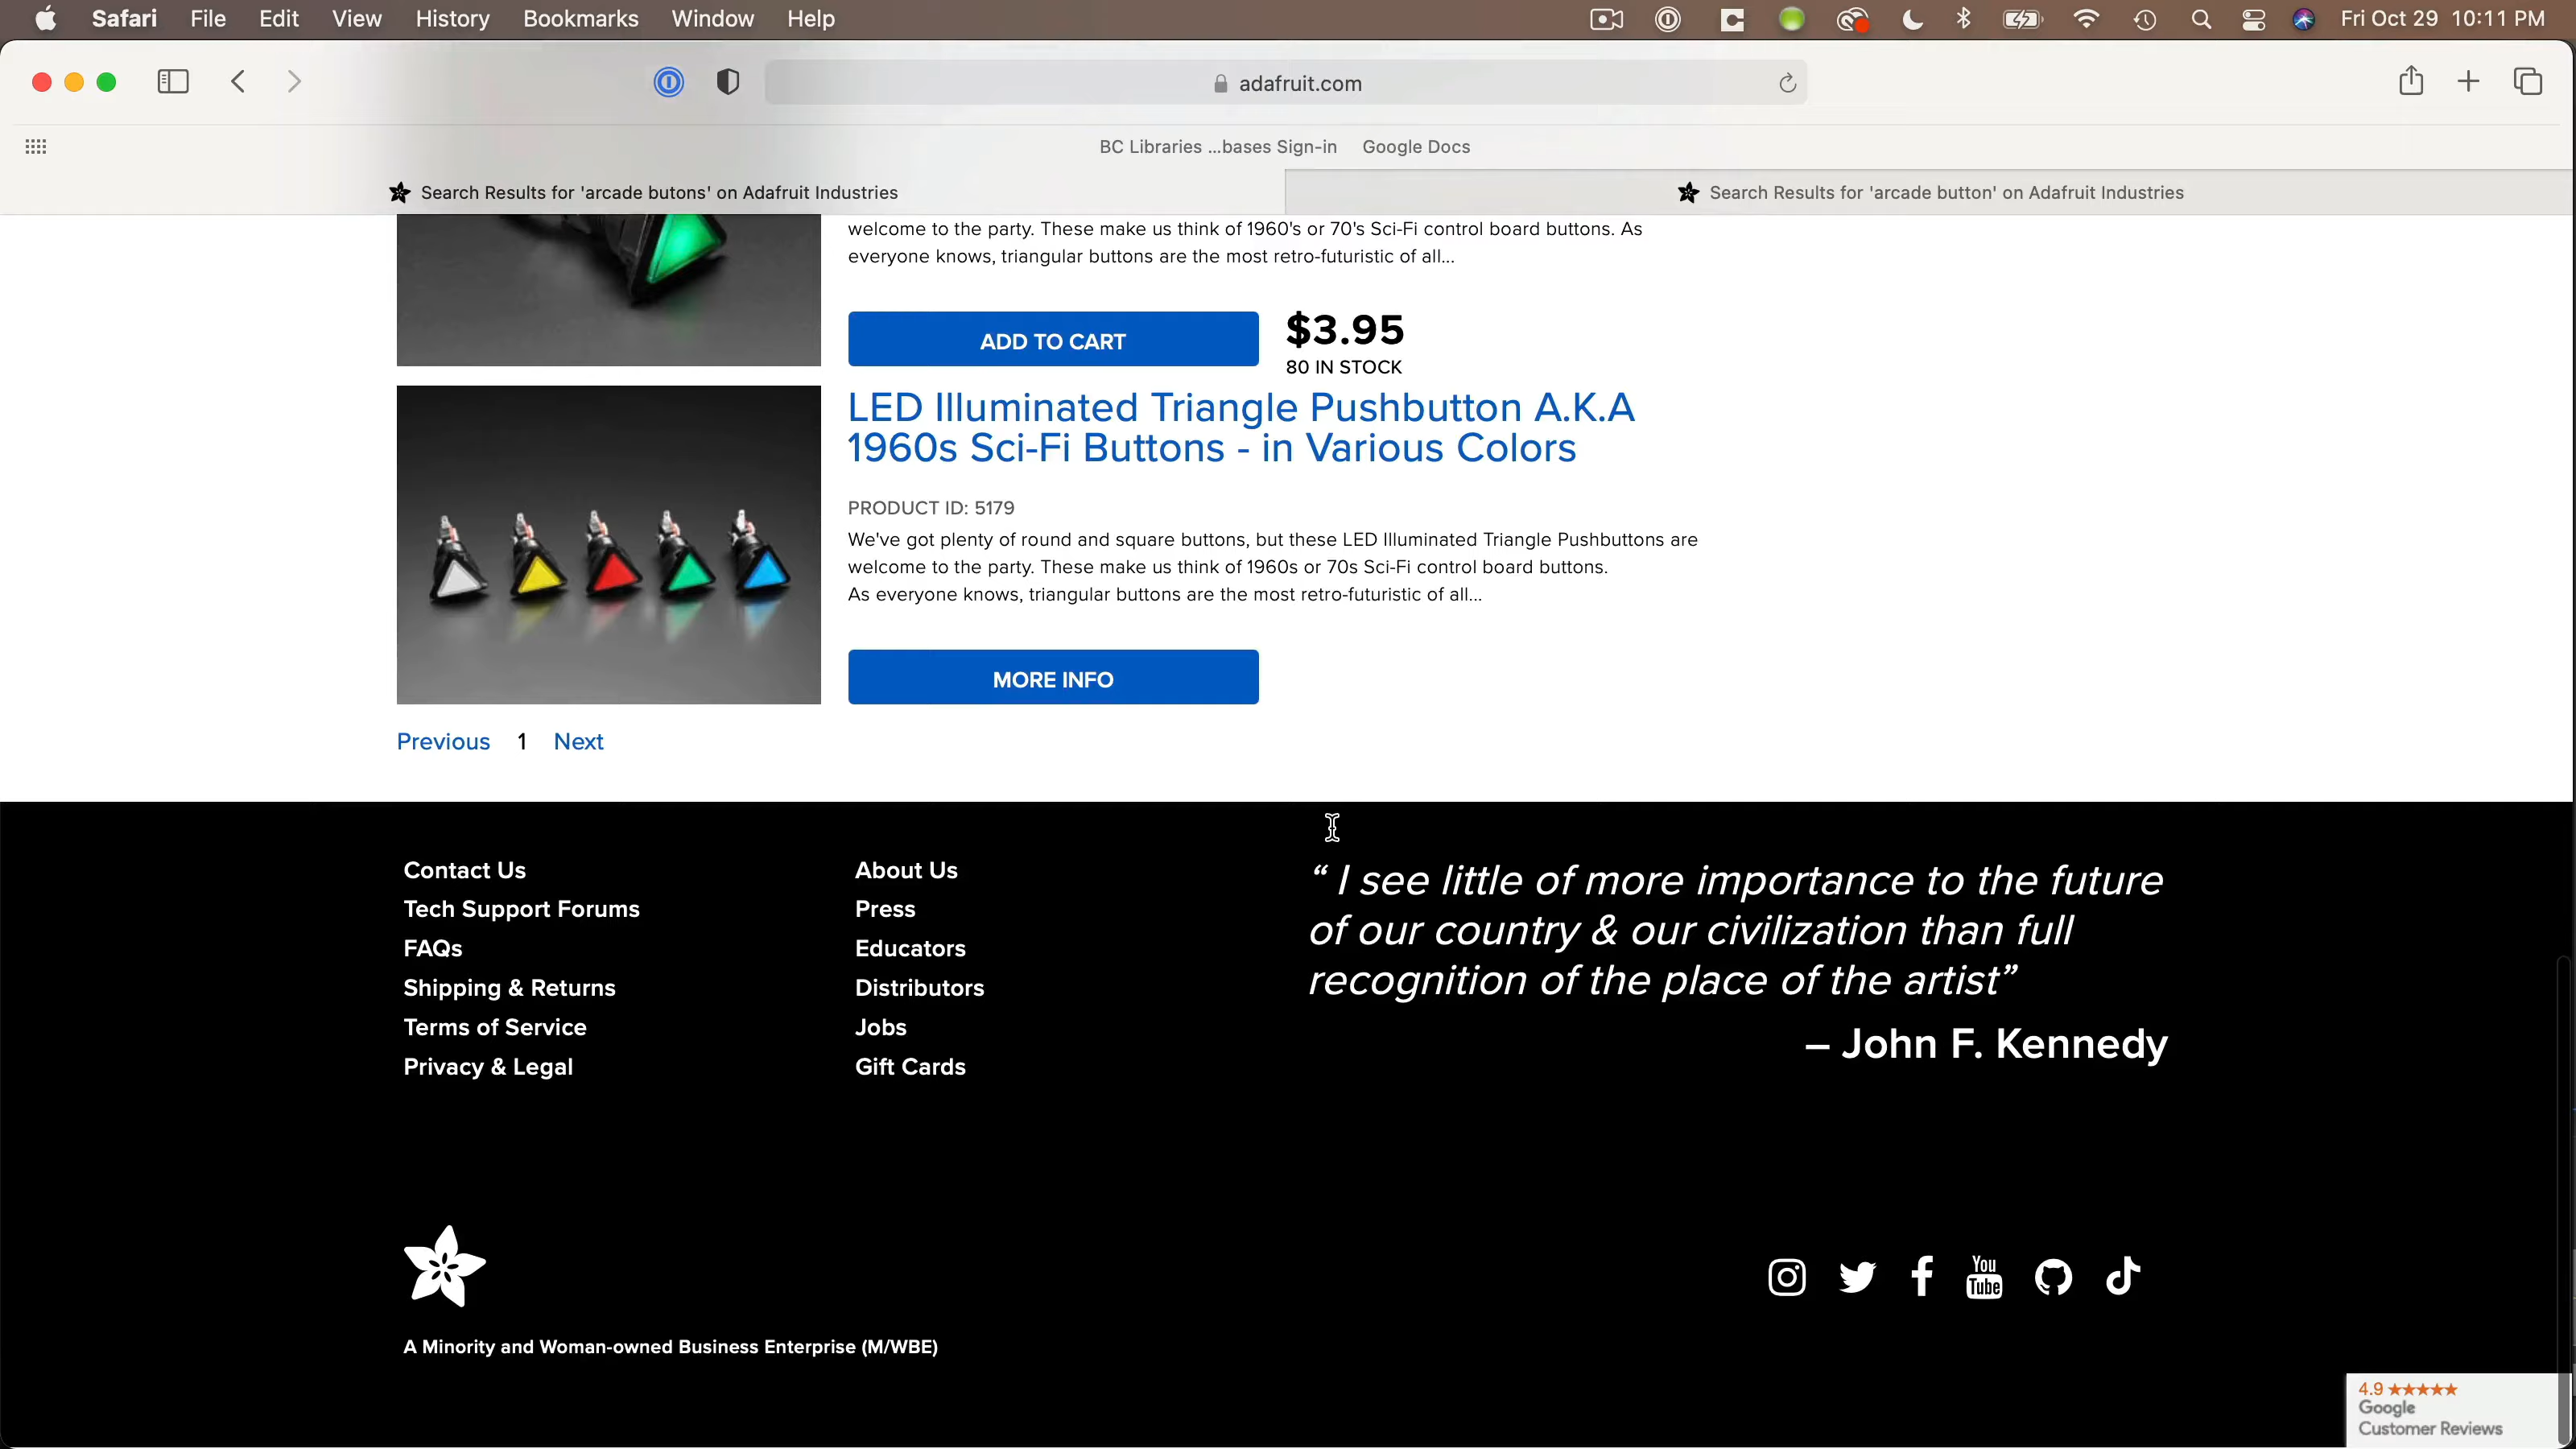 Safari File Edit View History Bookmarks Window Help Fri Oct 29 10:11 PM
adafruit.com
BC Libraries ...bases Sign-in Google Docs
Search Results for 'arcade butons' on Adafruit Industries Search Results for 'arcade button' on Adafruit Industries
welcome to the party. These make us think of 1960's or 70's Sci-Fi control board buttons. As
everyone knows, triangular buttons are the most retro-futuristic of all...
ADD TO CART
$3.95
80 IN STOCK
LED Illuminated Triangle Pushbutton A.K.A
1960s Sci-Fi Buttons - in Various Colors
PRODUCT ID: 5179
We've got plenty of round and square buttons, but these LED Illuminated Triangle Pushbuttons are
welcome to the party. These make us think of 1960s or 70s Sci-Fi control board buttons.
As everyone knows, triangular buttons are the most retro-futuristic of all...
MORE INFO
Previous 1 Next
Contact Us
Tech Support Forums
FAQs
Shipping & Returns
Terms of Service
Privacy & Legal
About Us
Press
Educators
Distributors
Jobs
Gift Cards
“ I see little of more importance to the future
of our country & our civilization than full
recognition of the place of the artist”
– John F. Kennedy
You
Tube
A Minority and Woman-owned Business Enterprise (M/WBE)
4.9 ★★★★★
Google
Customer Reviews